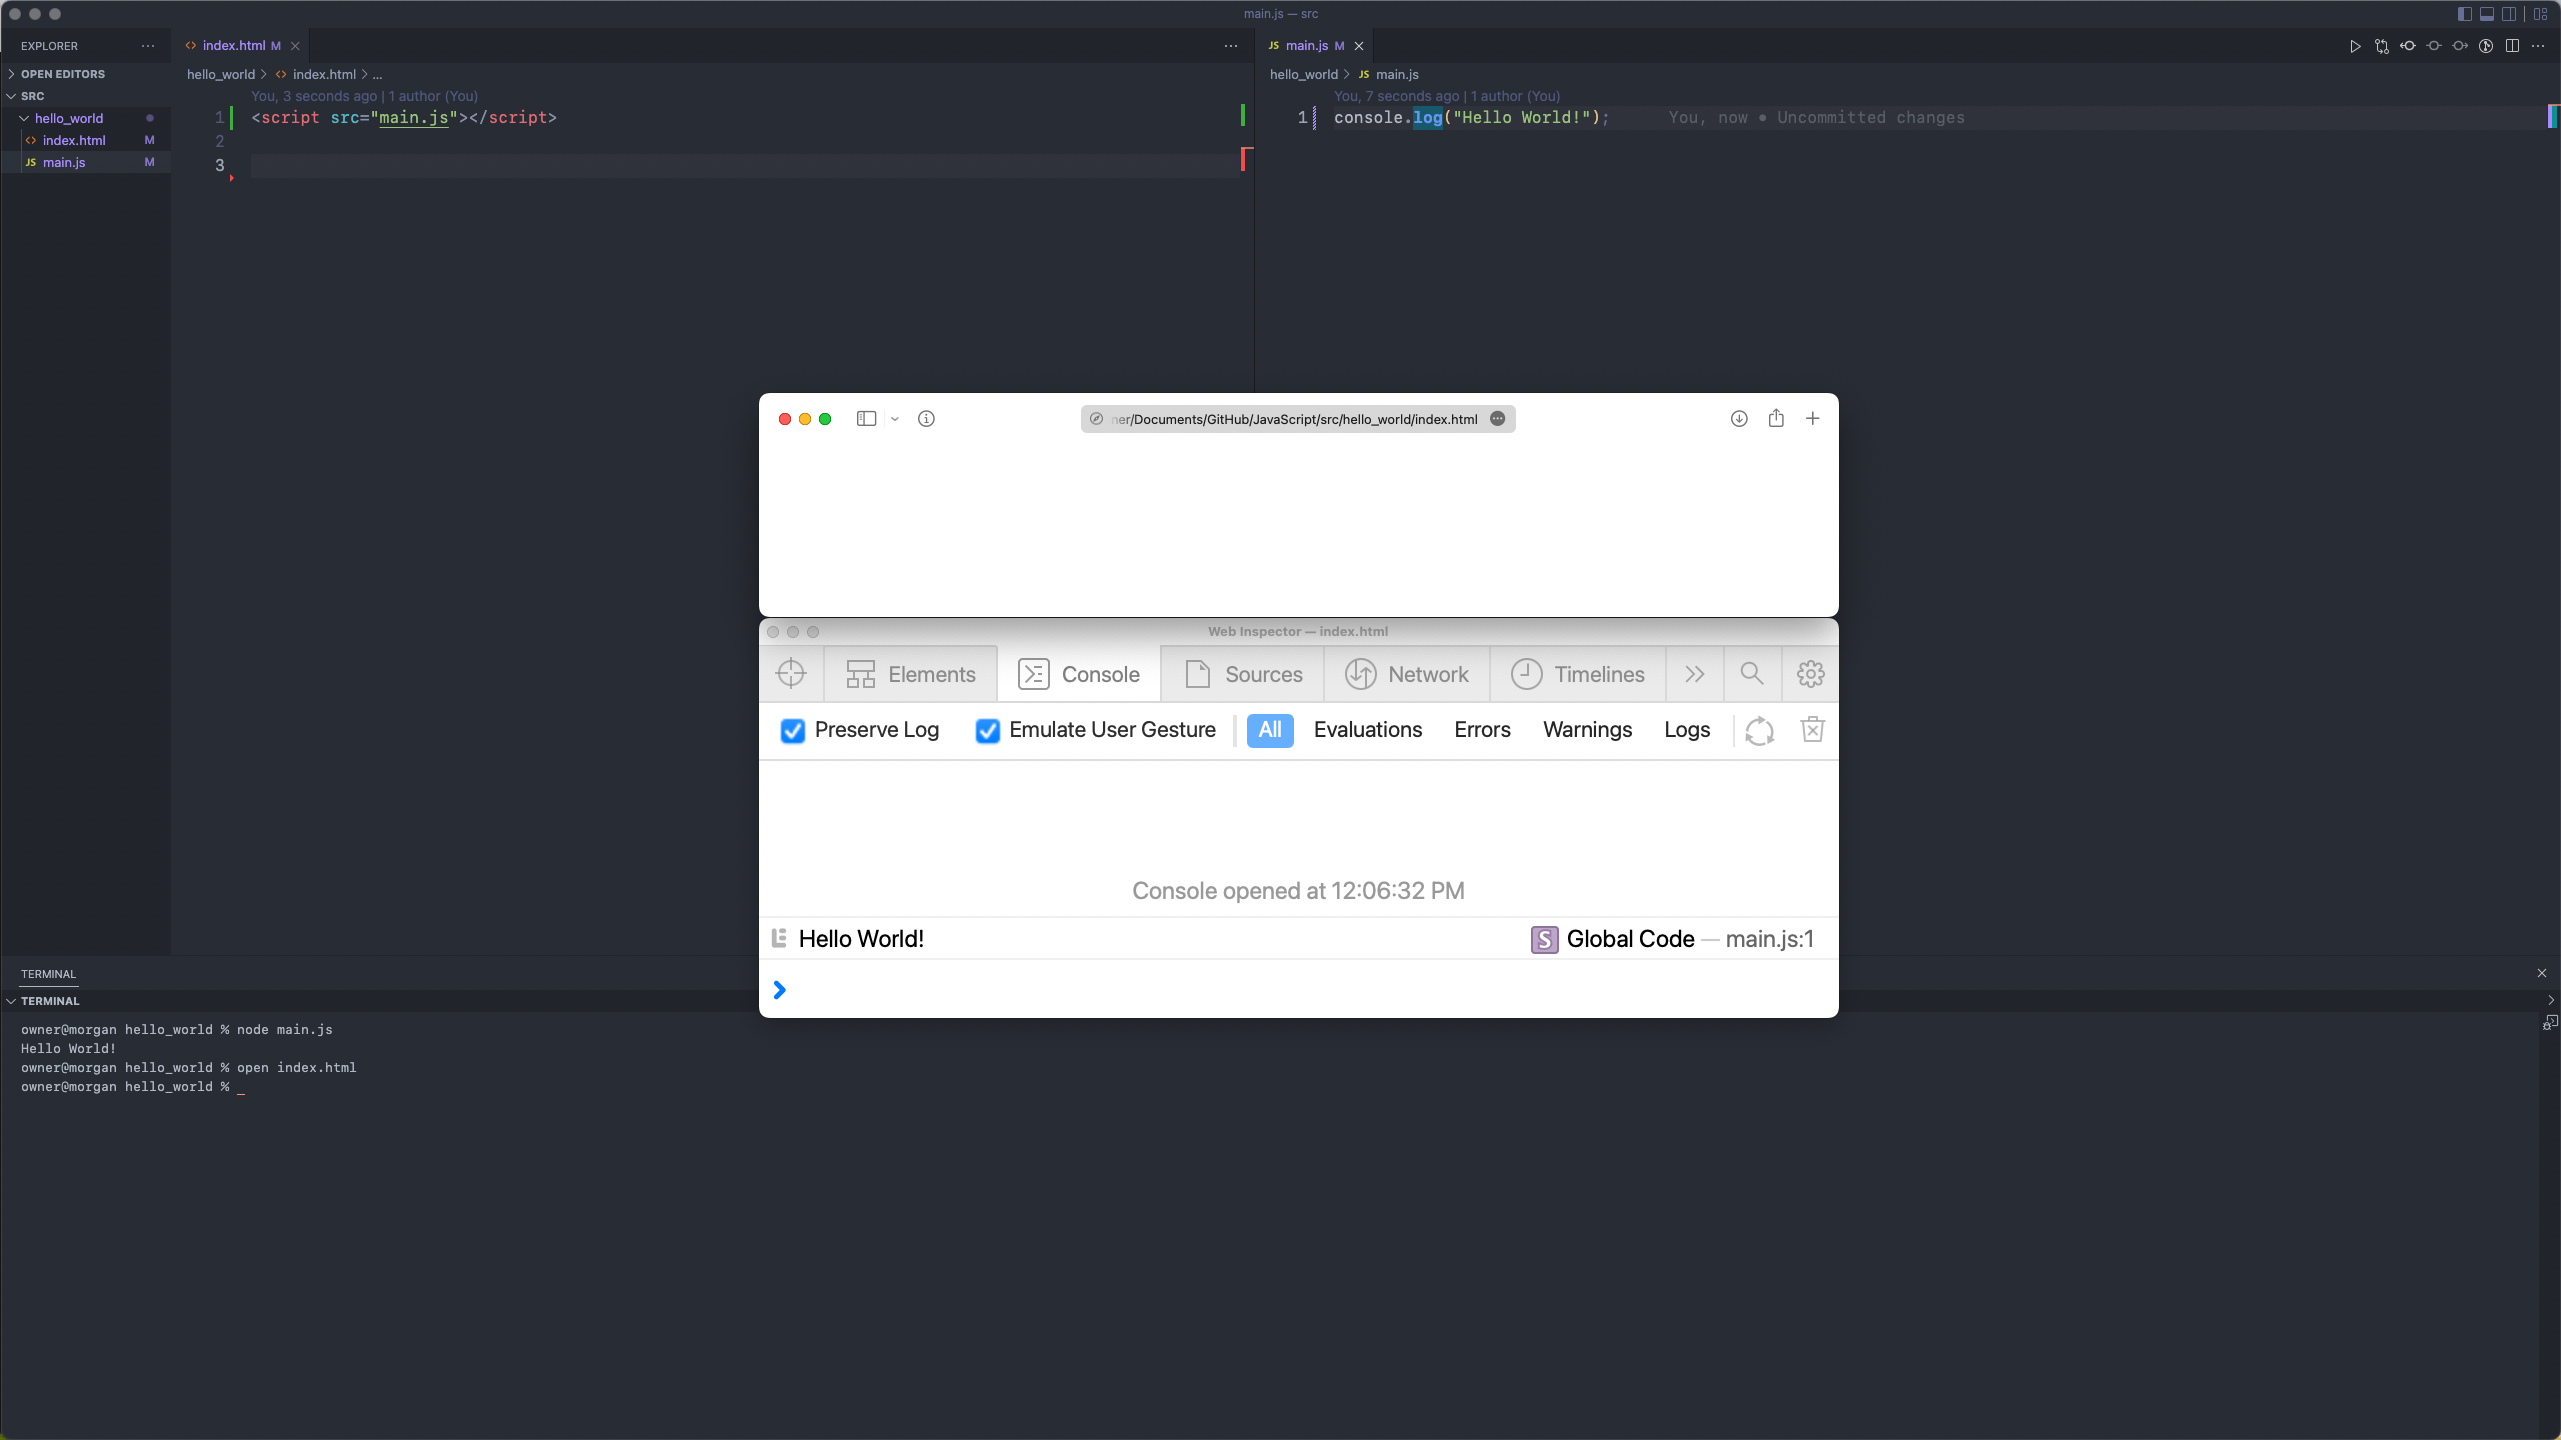 main.js — src
EXPLORER
OPEN EDITORS
SRC
hello_world
index.html M
JS main.js M
index.html M
hello_world > index.html > ...
You, 3 seconds ago | 1 author (You)
1 <script src="main.js"></script>
2
3
JS main.js M
hello_world > JS main.js
You, 7 seconds ago | 1 author (You)
1 console.log("Hello World!"); You, now • Uncommitted changes
ner/Documents/GitHub/JavaScript/src/hello_world/index.html
Web Inspector — index.html
Elements Console Sources Network Timelines
Preserve Log Emulate User Gesture All Evaluations Errors Warnings Logs
Console opened at 12:06:32 PM
Hello World! S Global Code — main.js:1
TERMINAL
TERMINAL
owner@morgan hello_world % node main.js
Hello World!
owner@morgan hello_world % open index.html
owner@morgan hello_world % _